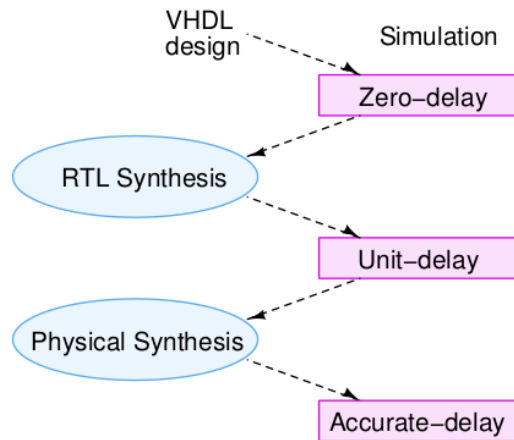 VHDL
design
Simulation
Zero−delay
RTL Synthesis
Unit−delay
Physical Synthesis
Accurate−delay